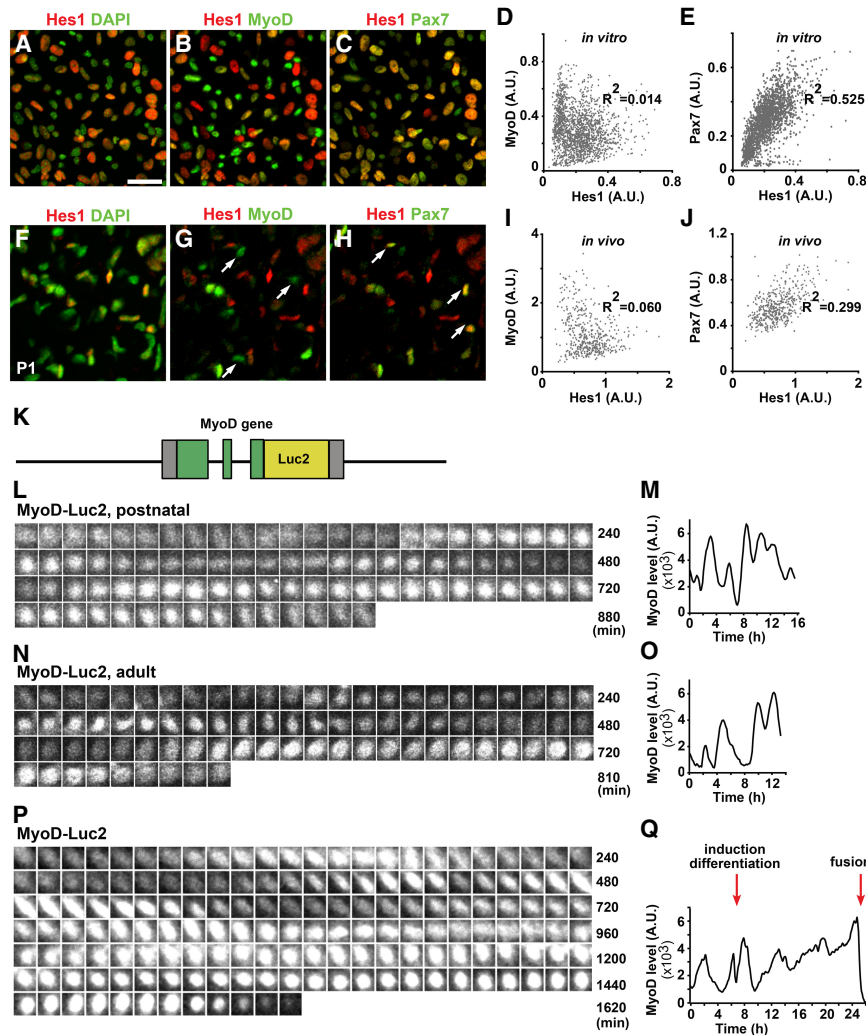 Hes1 DAPI
Hes1 MyoD
Hes1 Pax7
A
B
C
D
in vitro
MyoD (A.U.)
0.8
0.4
0
R2=0.014
0 0.4 0.8
Hes1 (A.U.)
E
in vitro
Pax7 (A.U.)
0.6
0.3
0
R2=0.525
0 0.4 0.8
Hes1 (A.U.)
Hes1 DAPI
Hes1 MyoD
Hes1 Pax7
F
G
H
P1
I
in vivo
MyoD (A.U.)
4
3
2
1
0
R2=0.060
0 1 2
Hes1 (A.U.)
J
in vivo
Pax7 (A.U.)
1.2
0.8
0.4
0
R2=0.299
0 1 2
Hes1 (A.U.)
K
MyoD gene
Luc2
L
MyoD-Luc2, postnatal
240
480
720
880
(min)
M
MyoD level (A.U.)
(x103)
6
4
2
0
0 4 8 12 16
Time (h)
N
MyoD-Luc2, adult
240
480
720
810
(min)
O
MyoD level (A.U.)
(x103)
6
4
2
0
0 4 8 12
Time (h)
P
MyoD-Luc2
240
480
720
960
1200
1440
1620
(min)
Q
induction
differentiation
fusion
MyoD level (A.U.)
(x103)
6
4
2
0
0 4 8 12 16 20 24
Time (h)